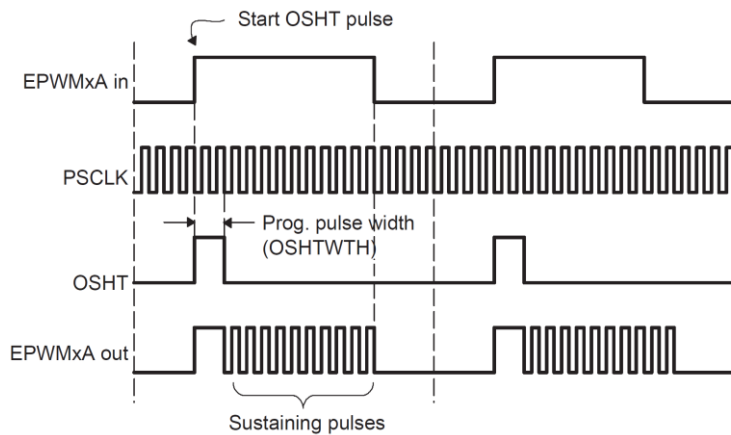 Start OSHT pulse
EPWMxA in
PSCLK
Prog. pulse width
(OSHTWTH)
OSHT
EPWMxA out
Sustaining pulses